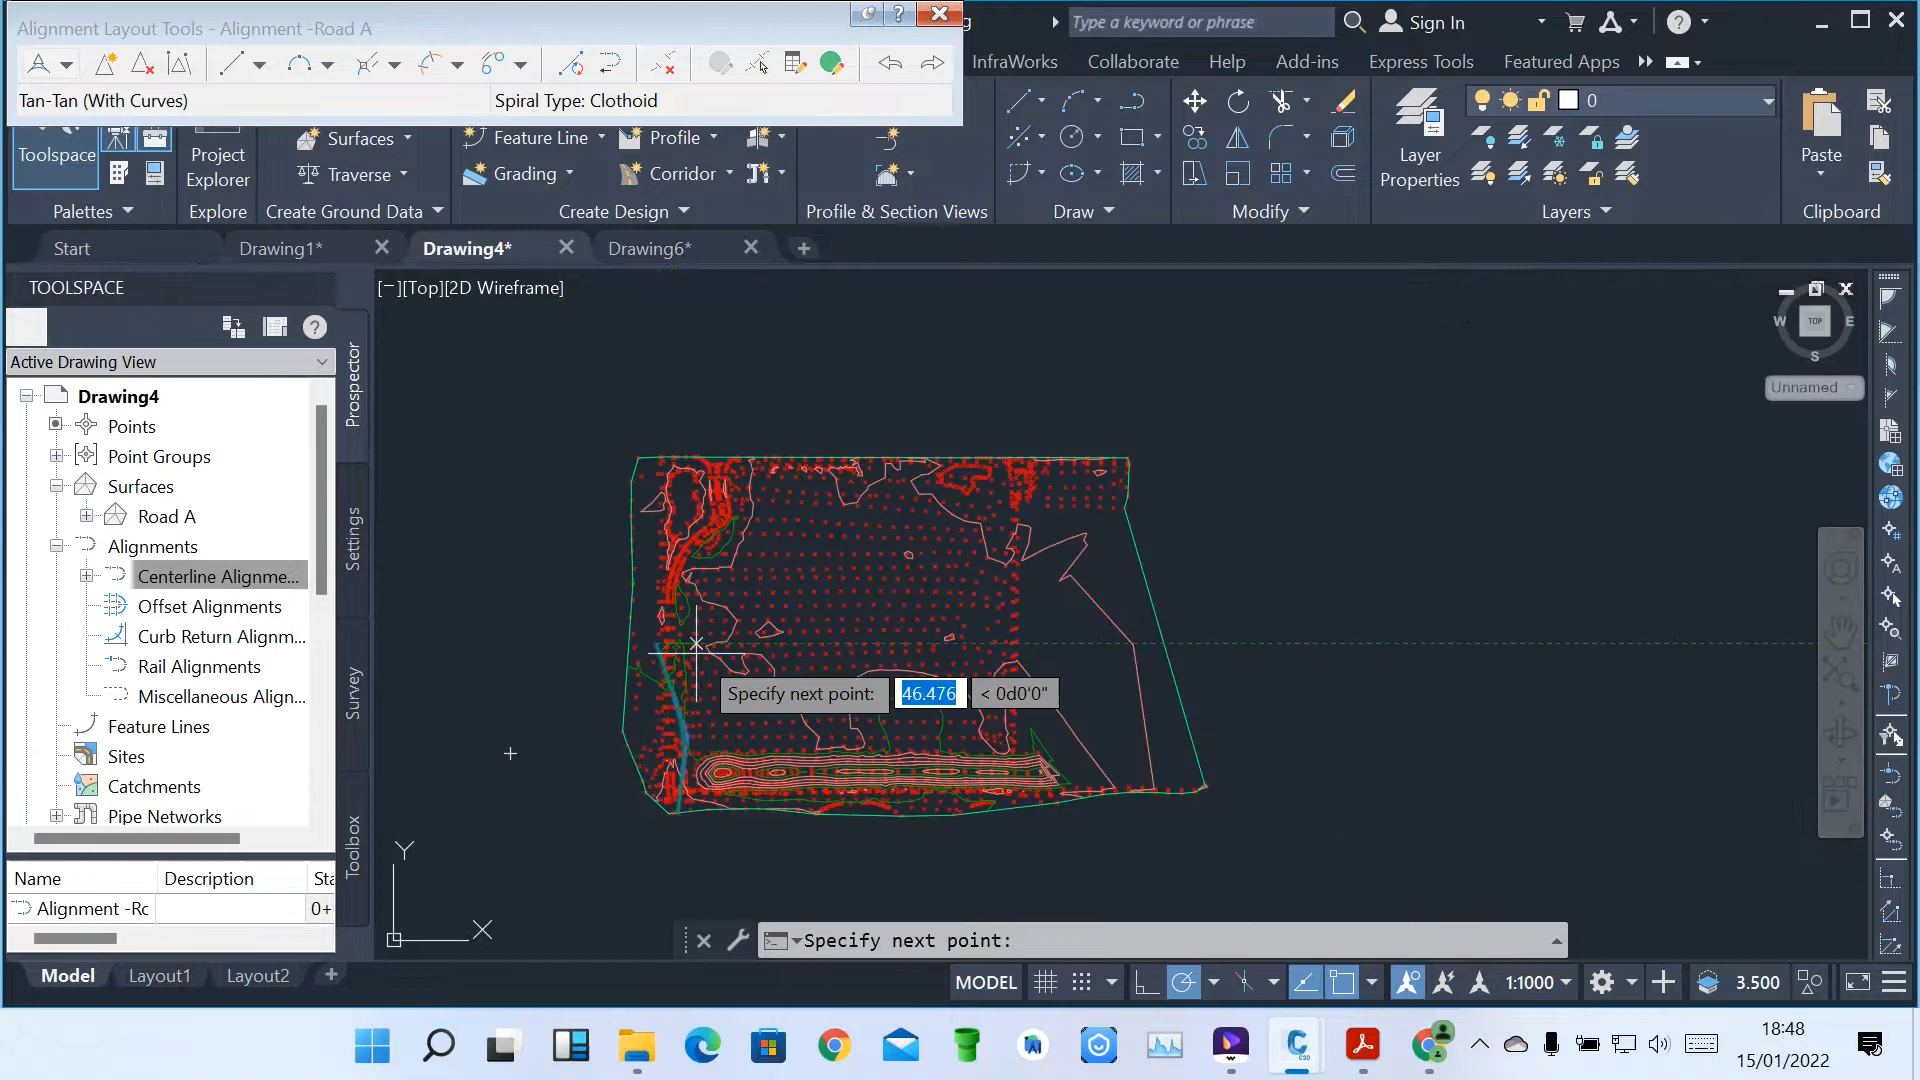 Alignment Layout Tools - Alignment -Road A
Type a keyword or phrase
Sign In
Tan-Tan (With Curves)
Spiral Type: Clothoid
InfraWorks
Collaborate
Help
Add-ins
Express Tools
Featured Apps
Toolspace
Project
Explorer
Surfaces
Traverse
Feature Line
Grading
Profile
Corridor
Layer
Properties
0
Paste
Palettes
Explore
Create Ground Data
Create Design
Profile & Section Views
Draw
Modify
Layers
Clipboard
Start
Drawing1*
Drawing4*
Drawing6*
TOOLSPACE
[−][Top][2D Wireframe]
Active Drawing View
Drawing4
Points
Point Groups
Surfaces
Road A
Alignments
Centerline Alignme...
Offset Alignments
Curb Return Alignm...
Rail Alignments
Miscellaneous Align...
Feature Lines
Sites
Catchments
Pipe Networks
Prospector
Settings
Survey
Toolbox
Name
Description
Sta
Alignment -Rc
0+
W
TOP
E
S
Unnamed
Specify next point:
46.476
< 0d0'0"
Y
X
Specify next point:
Model
Layout1
Layout2
MODEL
1:1000
3.500
18:48
15/01/2022